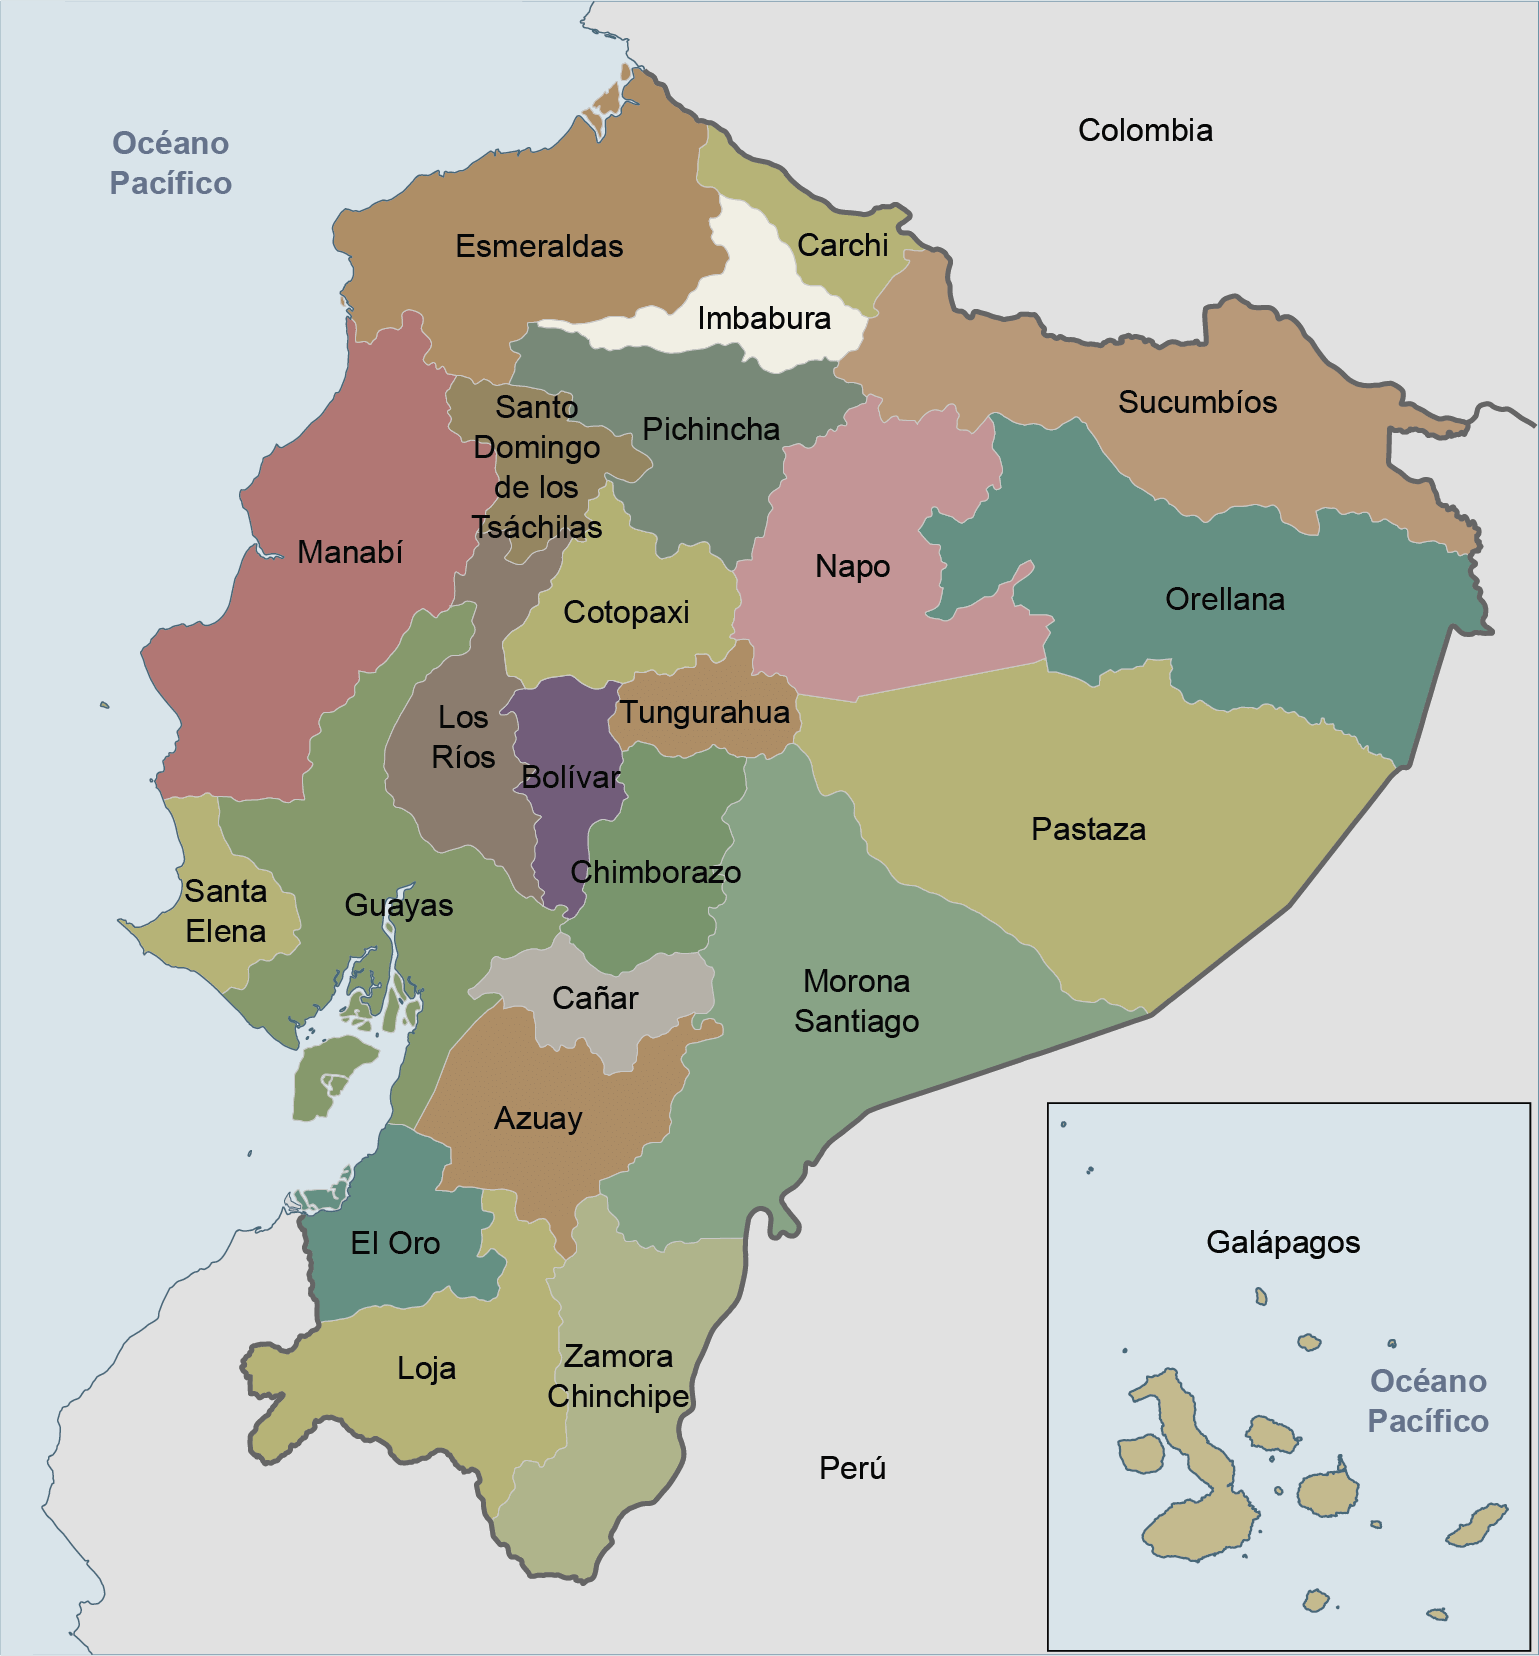 Océano
Pacífico
Colombia
Esmeraldas
Carchi
Imbabura
Sucumbíos
Santo
Domingo
de los
Tsáchilas
Pichincha
Manabí
Napo
Orellana
Cotopaxi
Los
Ríos
Tungurahua
Bolívar
Pastaza
Chimborazo
Santa
Elena
Guayas
Morona
Santiago
Cañar
Azuay
El Oro
Loja
Zamora
Chinchipe
Perú
Galápagos
Océano
Pacífico